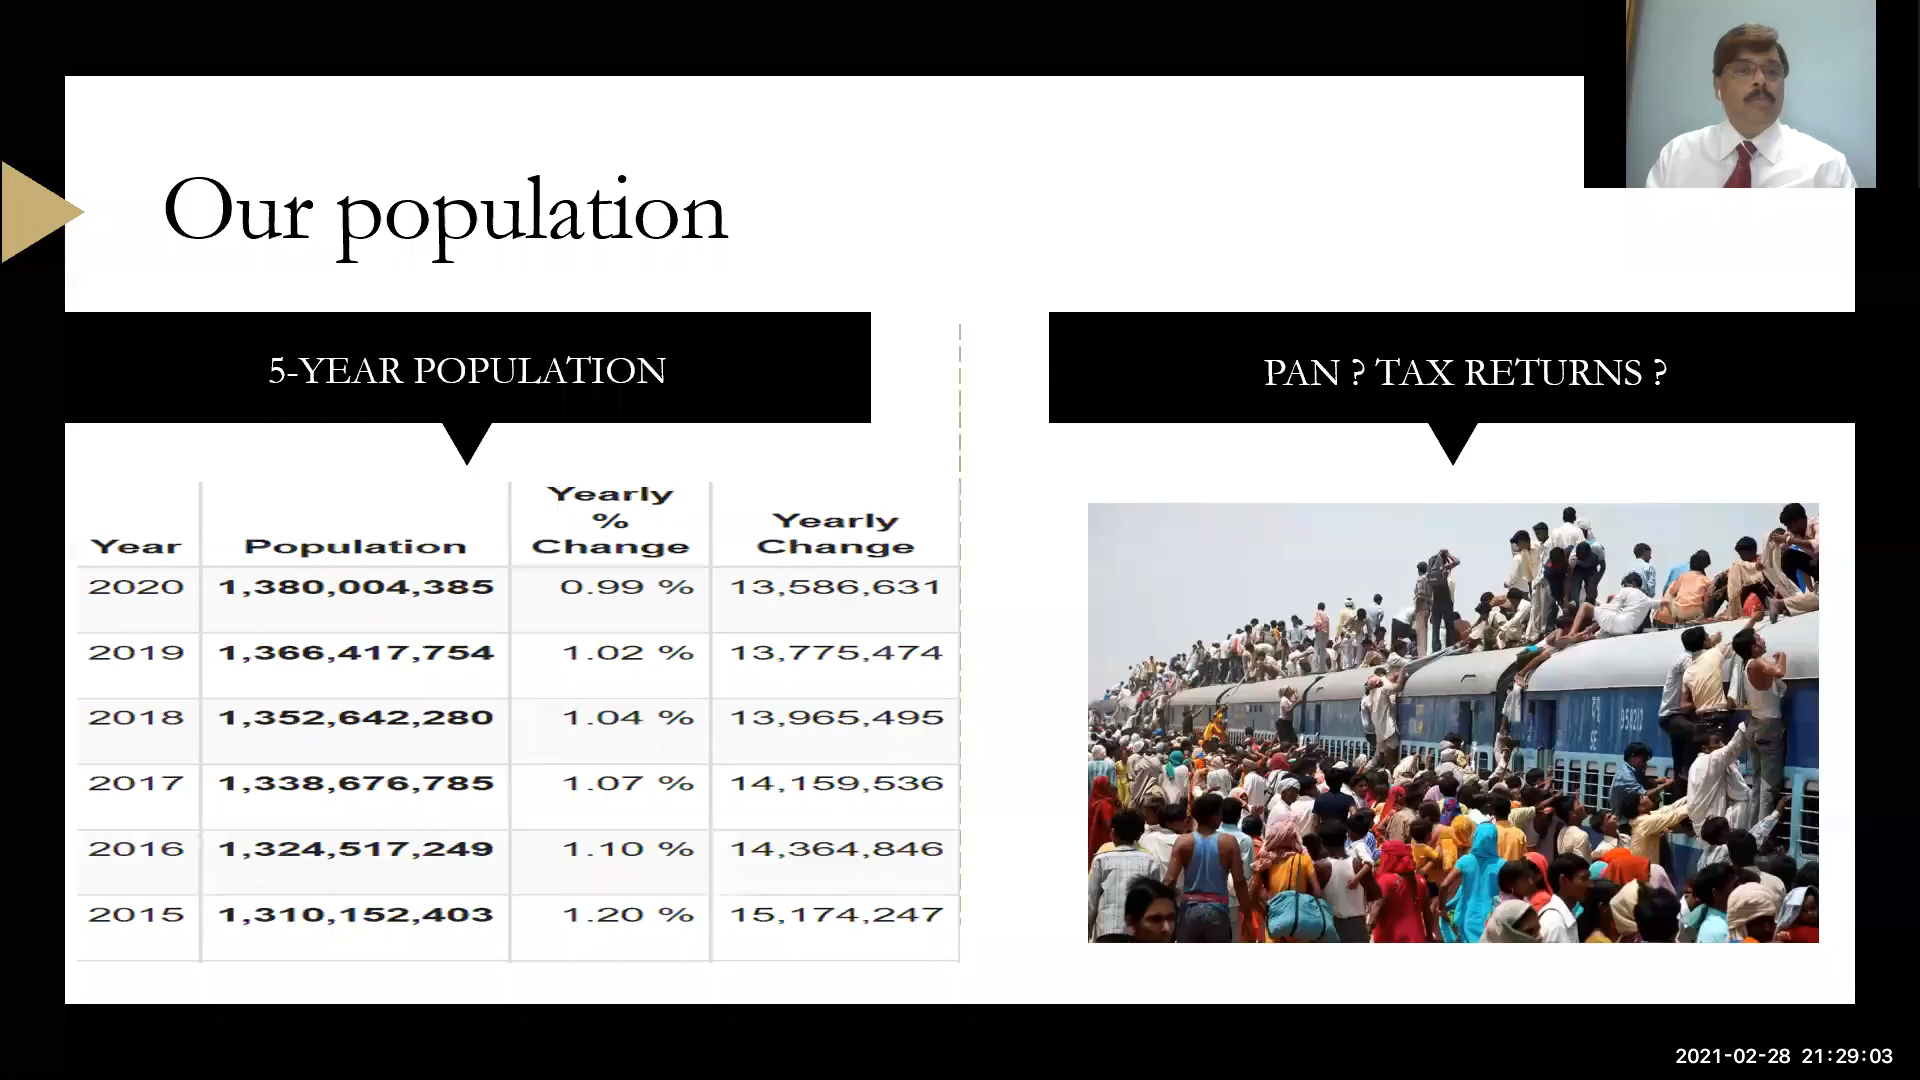 Our population
5-YEAR POPULATION
Year Population Yearly % Change Yearly Change
2020 1,380,004,385 0.99 % 13,586,631
2019 1,366,417,754 1.02 % 13,775,474
2018 1,352,642,280 1.04 % 13,965,495
2017 1,338,676,785 1.07 % 14,159,536
2016 1,324,517,249 1.10 % 14,364,846
2015 1,310,152,403 1.20 % 15,174,247
PAN ? TAX RETURNS ?
2021-02-28 21:29:03